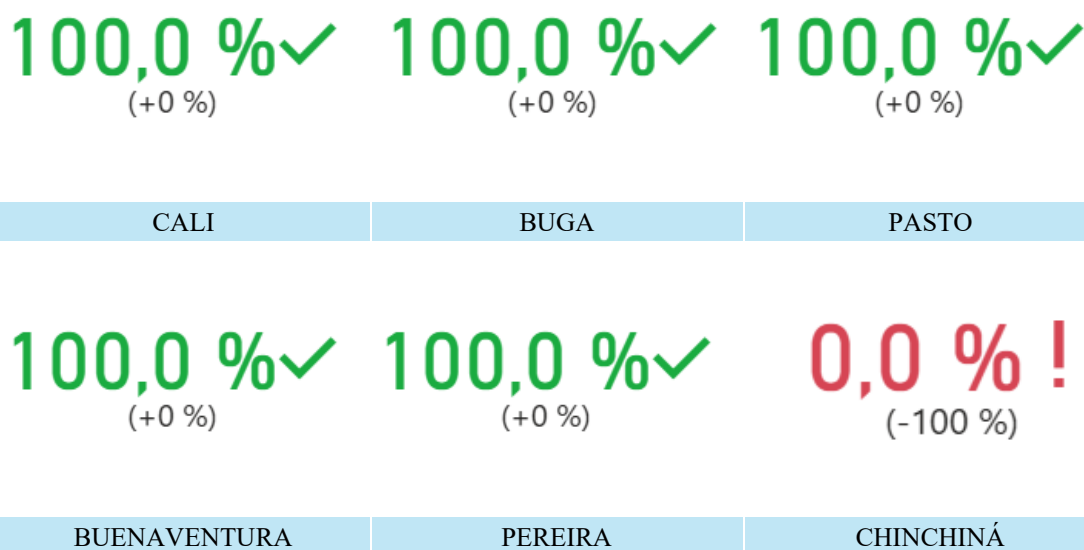 100,0 %✓ 100,0 %✓ 100,0 %✓
(+0 %) (+0 %) (+0 %)
CALI BUGA PASTO
100,0 %✓ 100,0 %✓ 0,0 % !
(+0 %) (+0 %) (-100 %)
BUENAVENTURA PEREIRA CHINCHINÁ